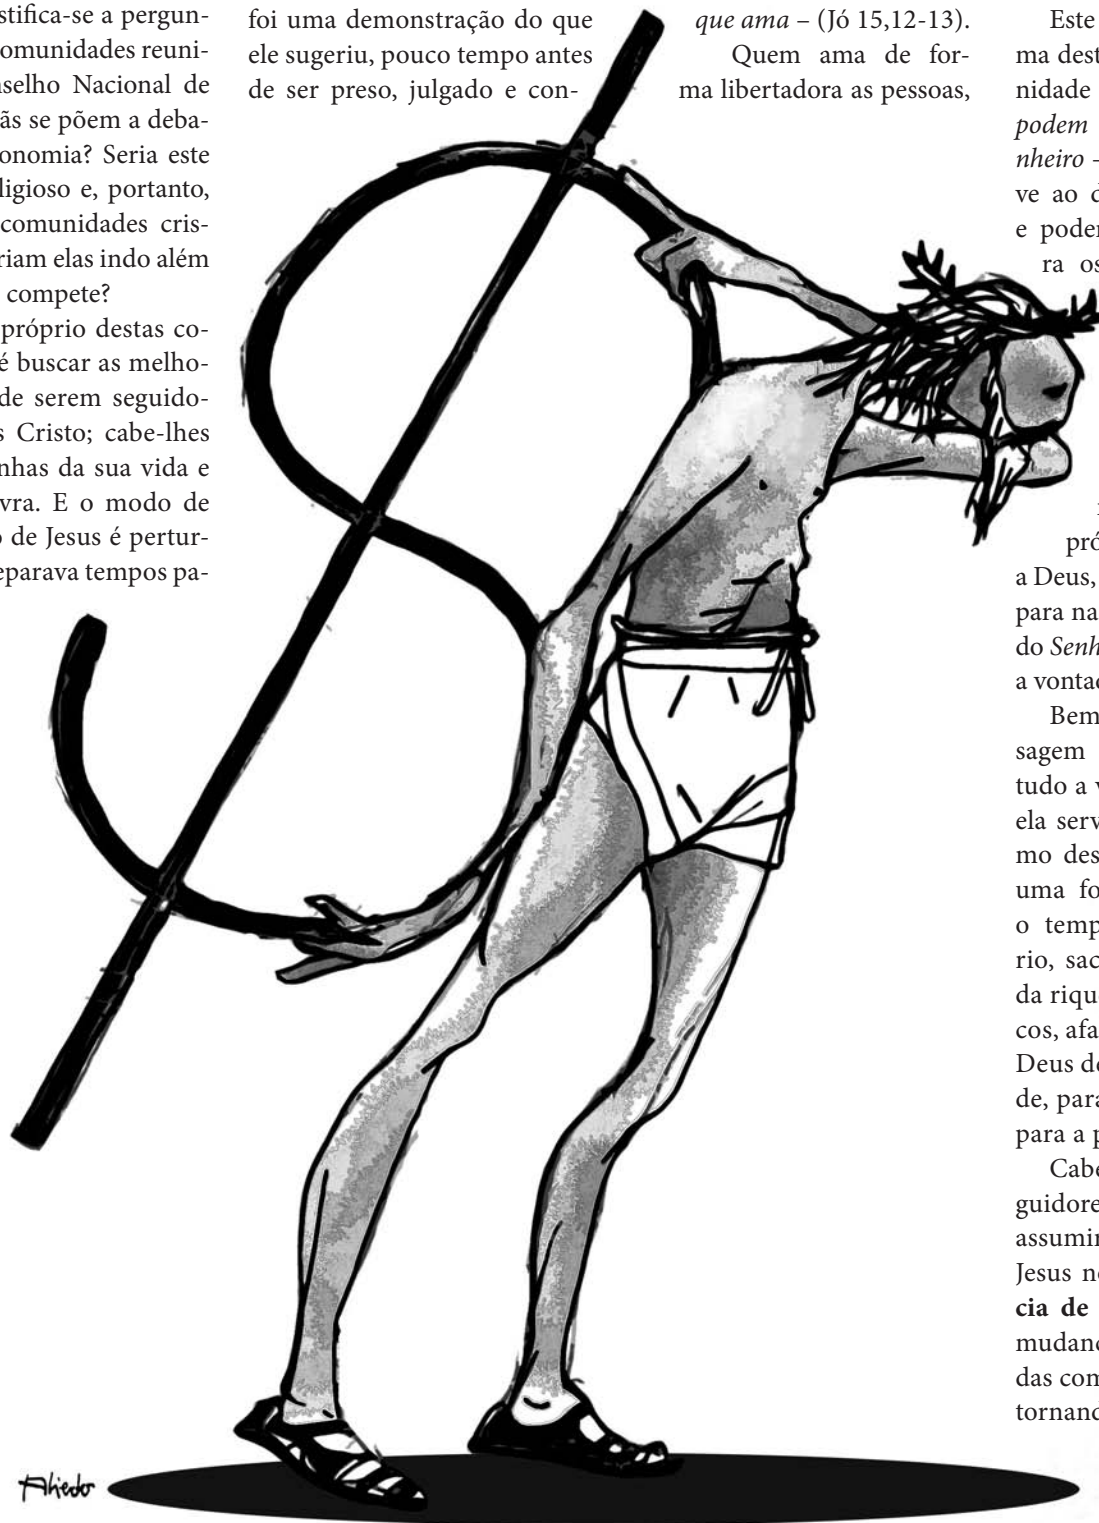 stifica-se a pergun-
omunidades reuni-
nselho Nacional de
ãs se põem a deba-
onomia? Seria este
ligioso e, portanto,
comunidades cris-
riam elas indo além
compete?
próprio destas co-
é buscar as melho-
de serem seguido-
s Cristo; cabe-lhes
nhas da sua vida e
vra. E o modo de
o de Jesus é pertur-
eparava tempos pa-
foi uma demonstração do que
ele sugeriu, pouco tempo antes
de ser preso, julgado e con-
que ama – (Jó 15,12-13).
Quem ama de for-
ma libertadora as pessoas,
Este
ma dest
nidade
podem
nheiro –
ve ao d
e poder
ra os
pró
a Deus,
para na
do Senh
a vontad
Bem
sagem
tudo a v
ela serv
mo des
uma fo
o temp
rio, sac
da riqu
cos, afa
Deus de
de, para
para a p
Cabe
guidore
assumir
Jesus no
cia de
mudanc
das com
tornand